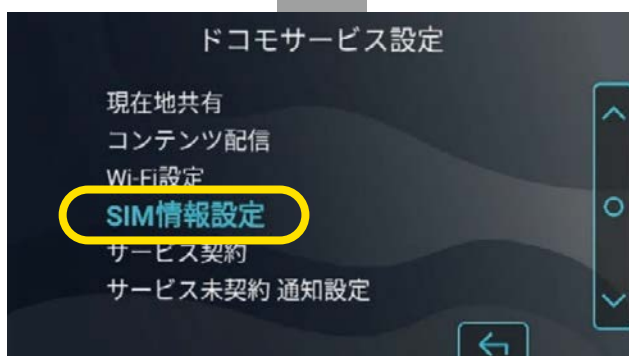 ドコモサービス設定
現在地共有
コンテンツ配信
Wi-Fi設定
SIM情報設定
サービス契約
サービス未契約 通知設定